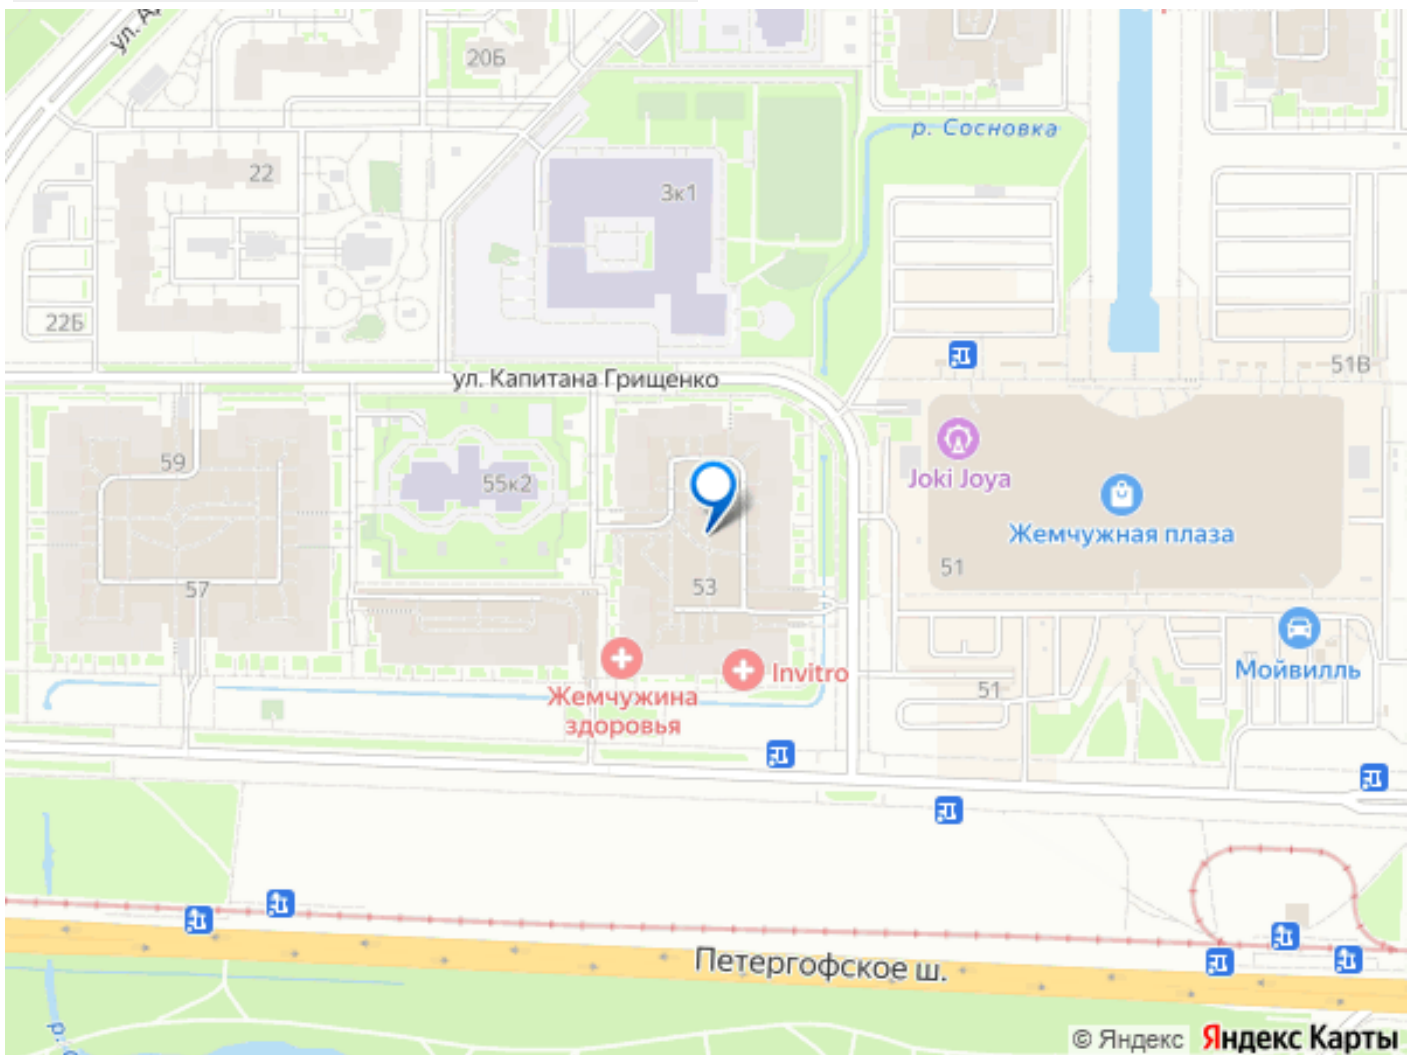 20Б
р. Сосновка
22
3к1
22Б
51В
ул. Капитана Грищенко
59
55к2
Joki Joya
Жемчужная плаза
51
57
53
Мойвилль
Invitro
Жемчужина
здоровья
51
Петергофское ш.
© Яндекс Яндекс Карты